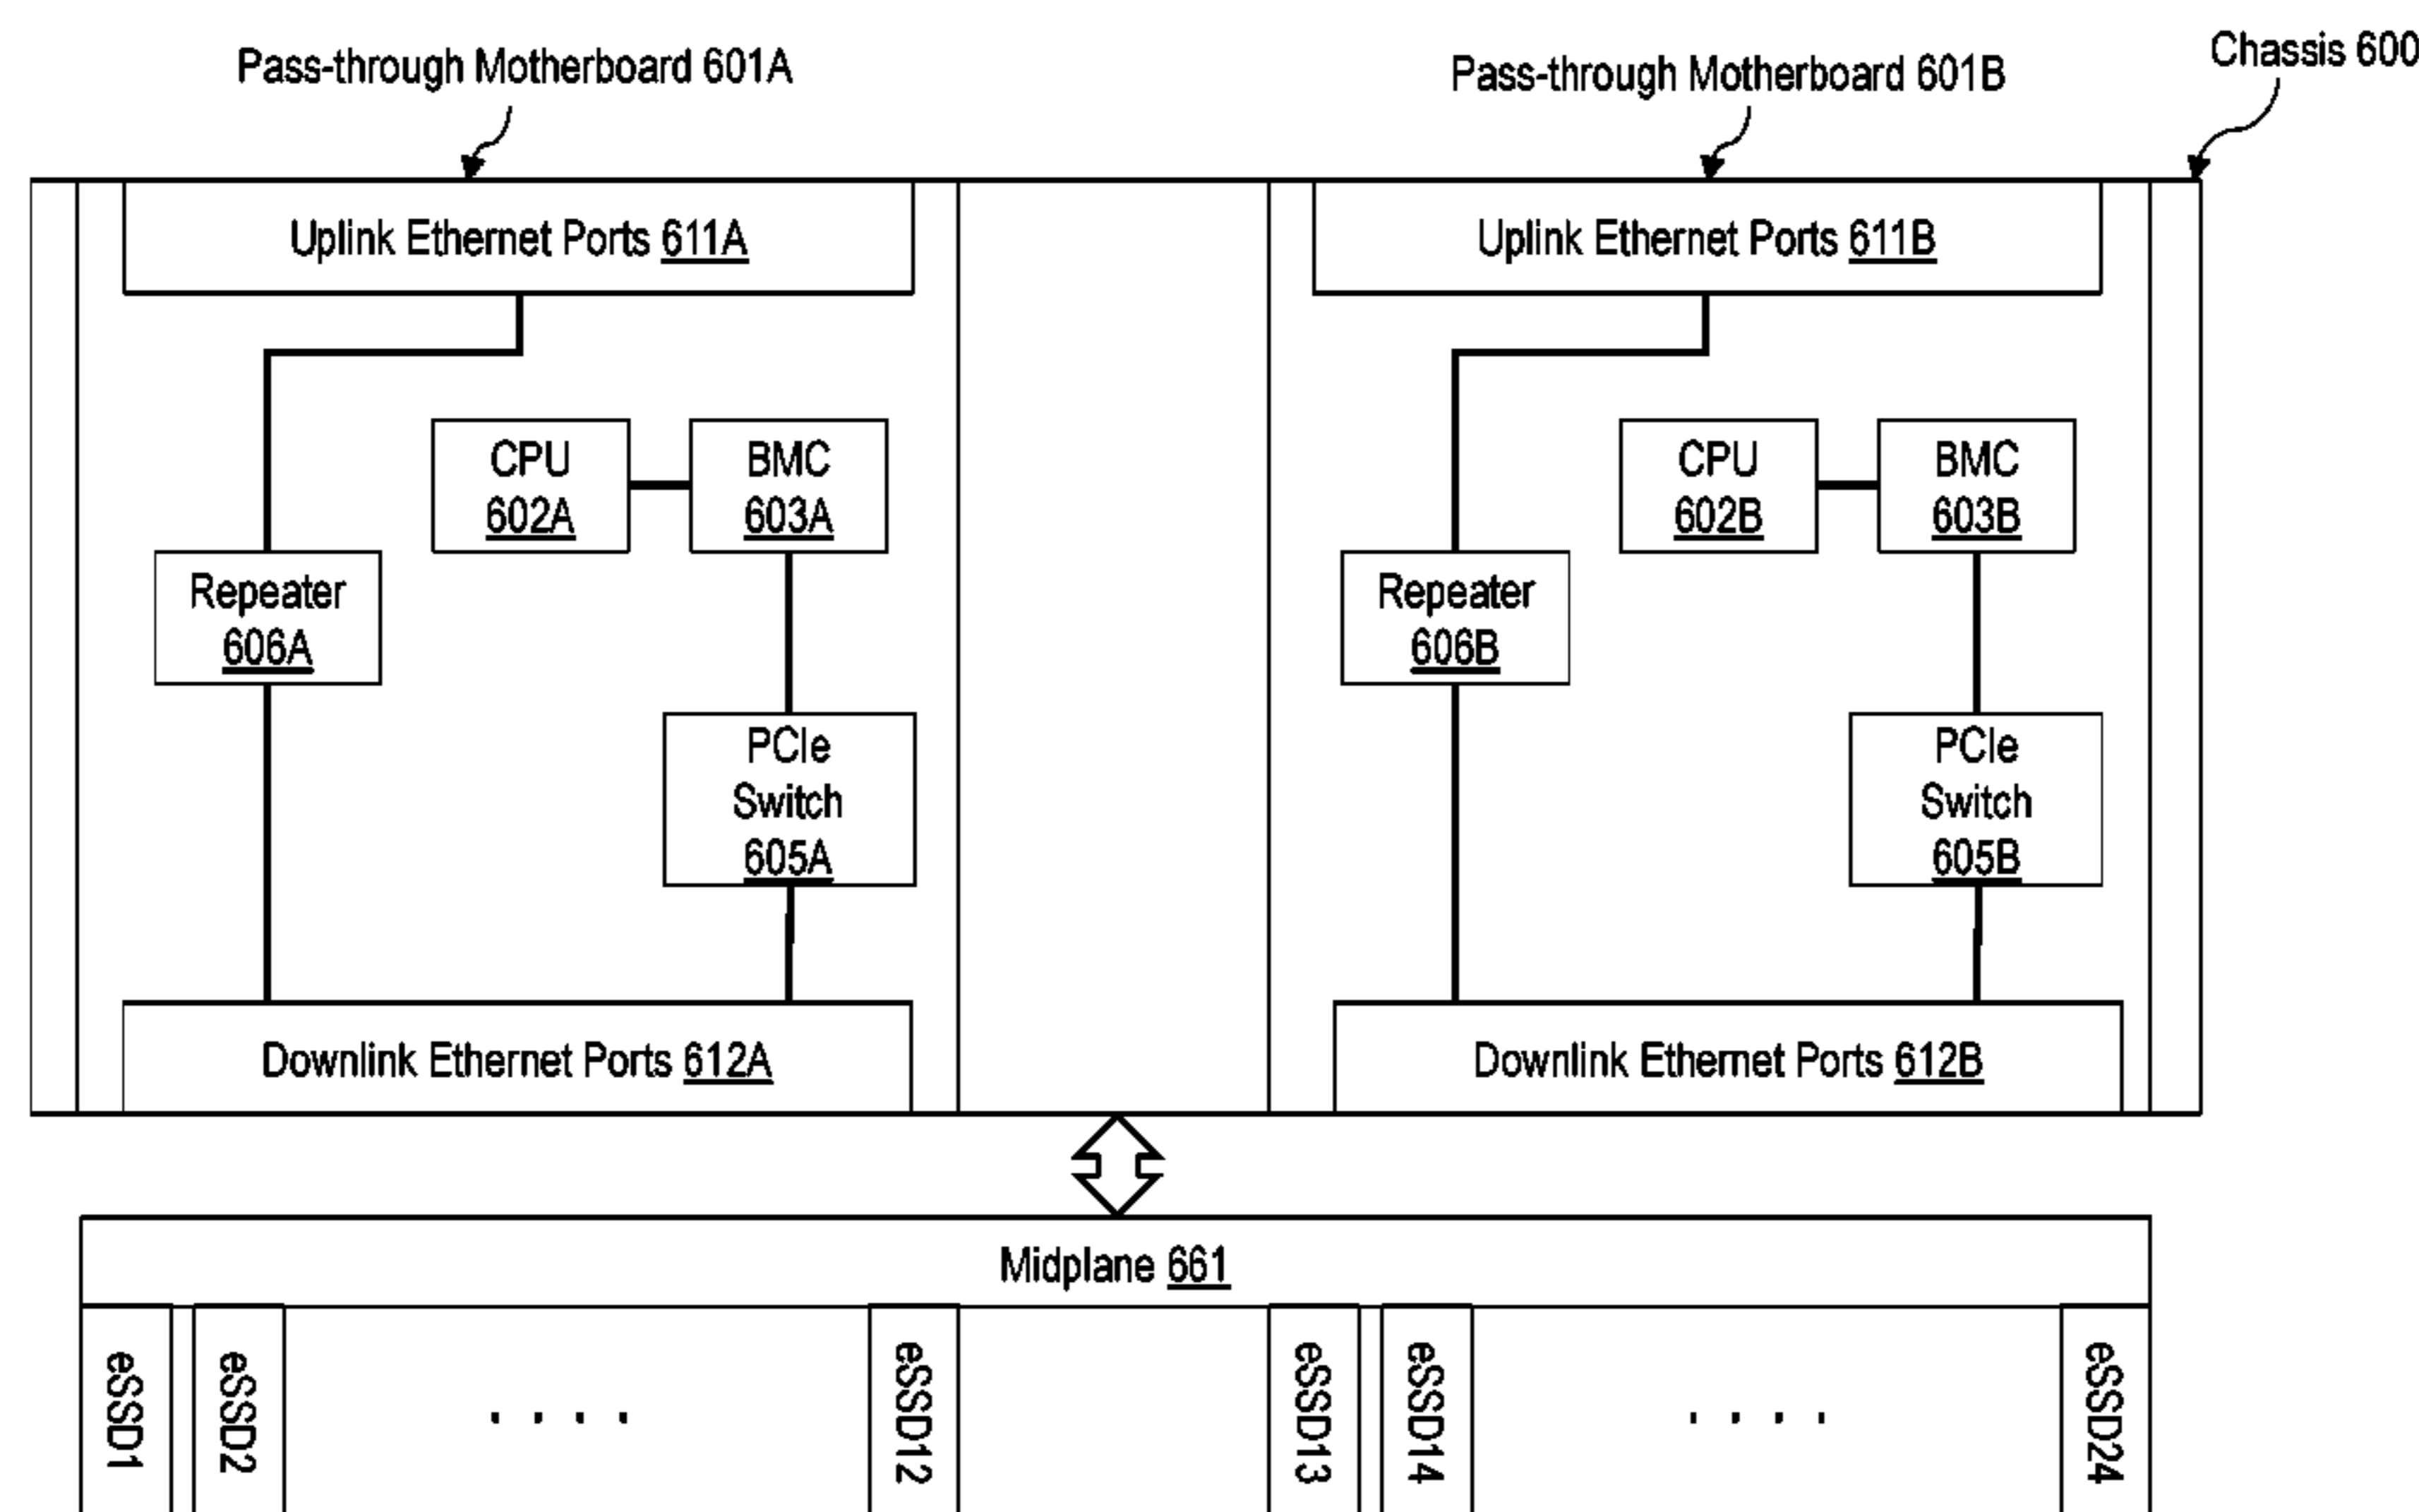 Pass-through Motherboard 601A
Pass-through Motherboard 601B
Chassis 600
Uplink Ethernet Ports 611A
Uplink Ethernet Ports 611B
CPU
602A
BMC
603A
CPU
602B
BMC
603B
Repeater
606A
Repeater
606B
PCIe
Switch
605A
PCIe
Switch
605B
Downlink Ethernet Ports 612A
Downlink Ethernet Ports 612B
Midplane 661
eSSD1
eSSD2
. . . .
eSSD12
eSSD13
eSSD14
. . . .
eSSD24